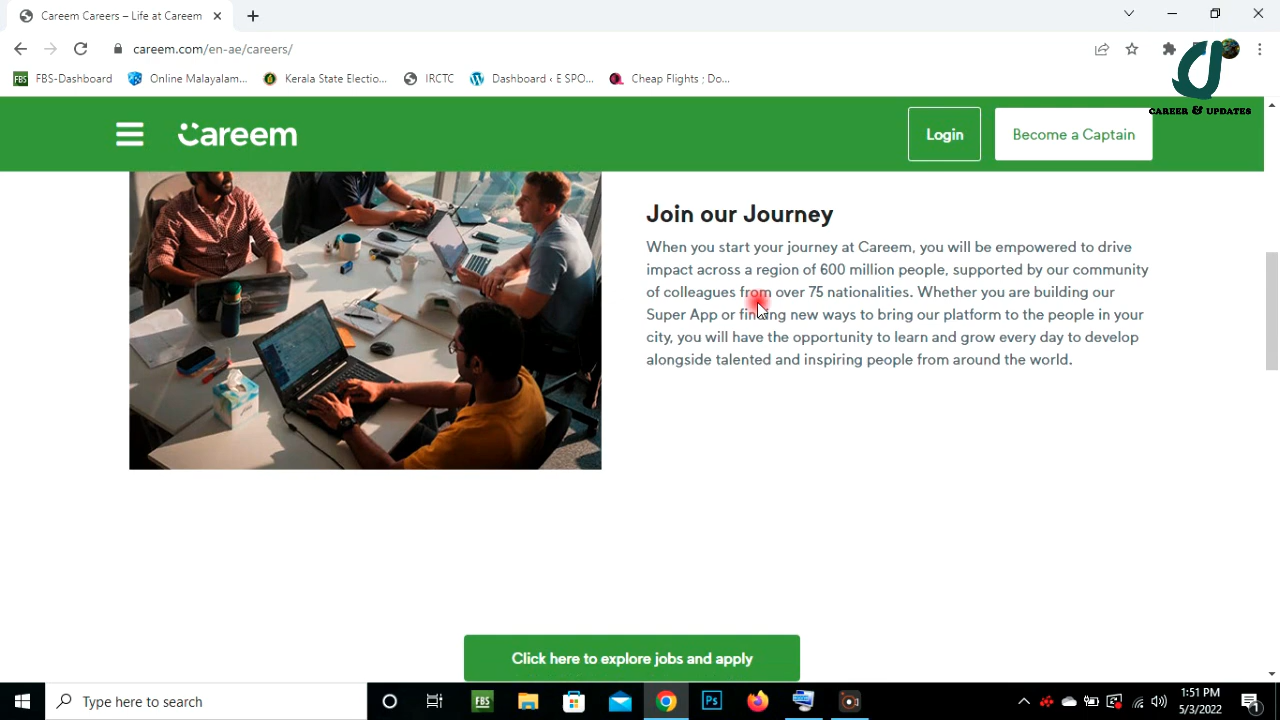 Careem Careers – Life at Careem
careem.com/en-ae/careers/
FBS FBS-Dashboard Online Malayalam... Kerala State Electio... IRCTC Dashboard ‹ E SPO... Cheap Flights ; Do...
CAREER & UPDATES
Careem Login Become a Captain
Join our Journey
When you start your journey at Careem, you will be empowered to drive
impact across a region of 600 million people, supported by our community
of colleagues from over 75 nationalities. Whether you are building our
Super App or finding new ways to bring our platform to the people in your
city, you will have the opportunity to learn and grow every day to develop
alongside talented and inspiring people from around the world.
Click here to explore jobs and apply
Type here to search
FBS
Ps
1:51 PM
5/3/2022
1